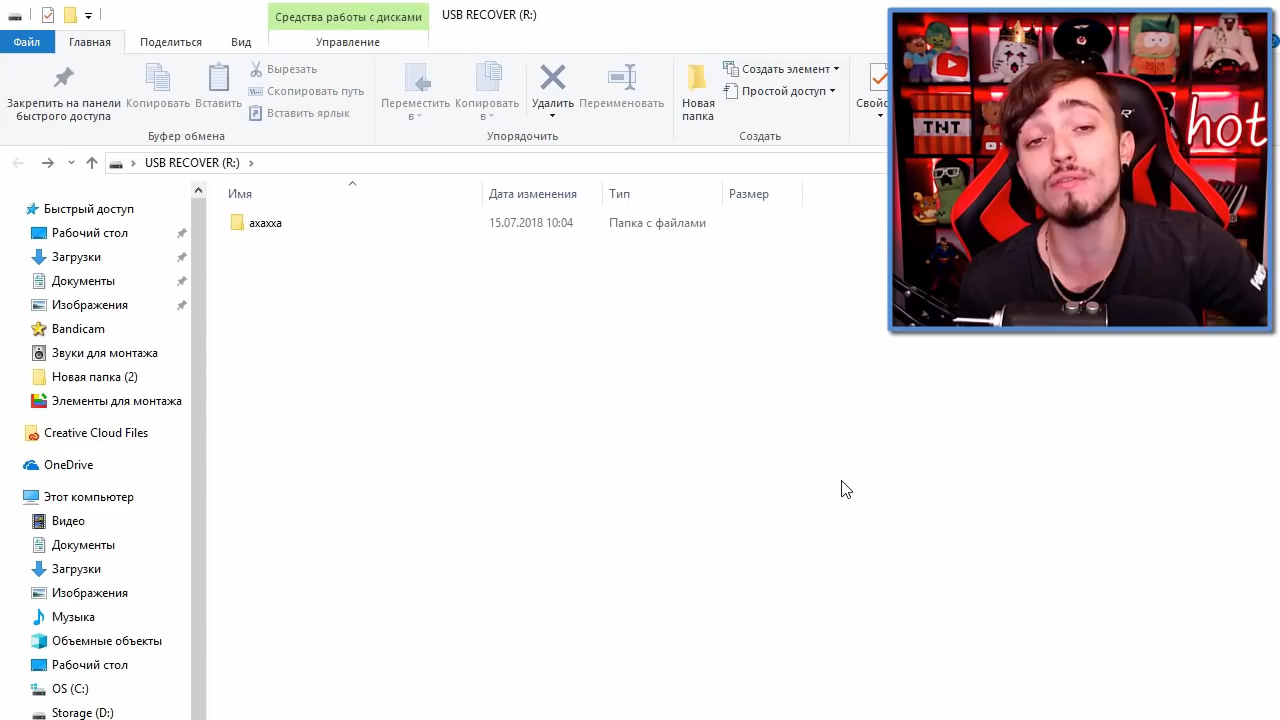 Средства работы с дисками
USB RECOVER (R:)
Файл
Главная
Поделиться
Вид
Управление
Закрепить на панели
быстрого доступа
Копировать
Вставить
Вырезать
Скопировать путь
Вставить ярлык
Буфер обмена
Переместить
в
Копировать
в
Удалить
Переименовать
Упорядочить
Новая
папка
Создать элемент
Простой доступ
Создать
Свойс
USB RECOVER (R:)
Имя
Дата изменения
Тип
Размер
ахахха
15.07.2018 10:04
Папка с файлами
Быстрый доступ
Рабочий стол
Загрузки
Документы
Изображения
Bandicam
Звуки для монтажа
Новая папка (2)
Элементы для монтажа
Creative Cloud Files
OneDrive
Этот компьютер
Видео
Документы
Загрузки
Изображения
Музыка
Объемные объекты
Рабочий стол
OS (C:)
Storage (D:)
TNT
hot